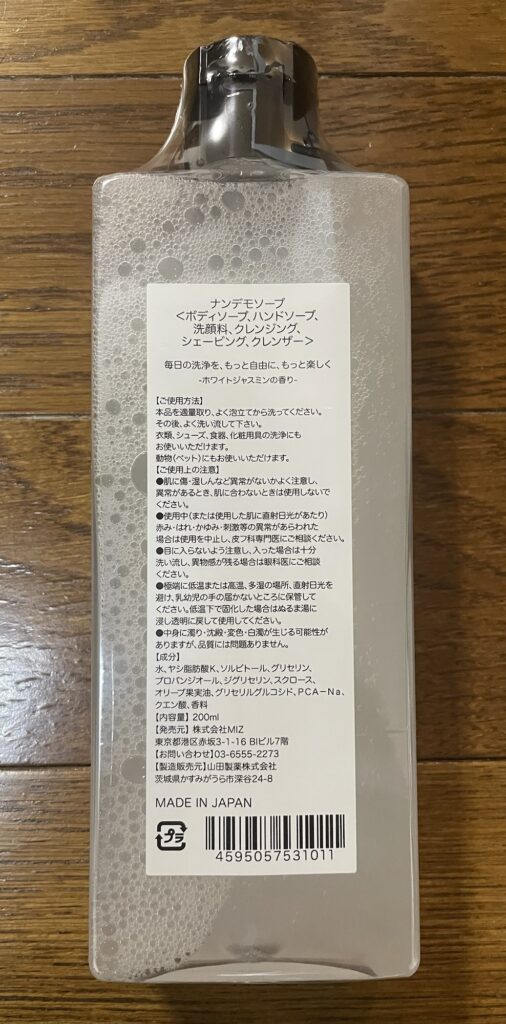 ナンデモソープ
<ボディソープ、ハンドソープ、
洗顔料、クレンジング、
シェービング、クレンザー>
毎日の洗浄を、もっと自由に、もっと楽しく
-ホワイトジャスミンの香り-
【ご使用方法】
本品を適量取り、よく泡立てから洗ってください。
その後、よく洗い流して下さい。
衣類、シューズ、食器、化粧用具の洗浄にも
お使いいただけます。
動物(ペット)にもお使いいただけます。
【ご使用上の注意】
●肌に傷・湿しんなど異常がないかよく注意し、
異常があるとき、肌に合わないときは使用しないで
ください。
●使用中(または使用した肌に直射日光があたり)
赤み・はれ・かゆみ・刺激等の異常があらわれた
場合は使用を中止し、皮フ科専門医にご相談ください。
●目に入らないよう注意し、入った場合は十分
洗い流し、異物感が残る場合は眼科医にご相談
ください。
●極端に低温または高温、多湿の場所、直射日光を
避け、乳幼児の手の届かないところに保管して
ください。低温下で固化した場合はぬるま湯に
浸し透明に戻して使用してください。
●中身に濁り・沈殿・変色・白濁が生じる可能性が
ありますが、品質には問題ありません。
【成分】
水、ヤシ脂肪酸K、ソルビトール、グリセリン、
プロパンジオール、ジグリセリン、スクロース、
オリーブ果実油、グリセリルグルコシド、PCA-Na、
クエン酸、香料
【内容量】200ml
【発売元】株式会社MIZ
東京都港区赤坂3-1-16 BIビル7階
【お問い合わせ】03-6555-2273
【製造販売元】山田製薬株式会社
茨城県かすみがうら市深谷24-8
MADE IN JAPAN
プラ
4595057531011